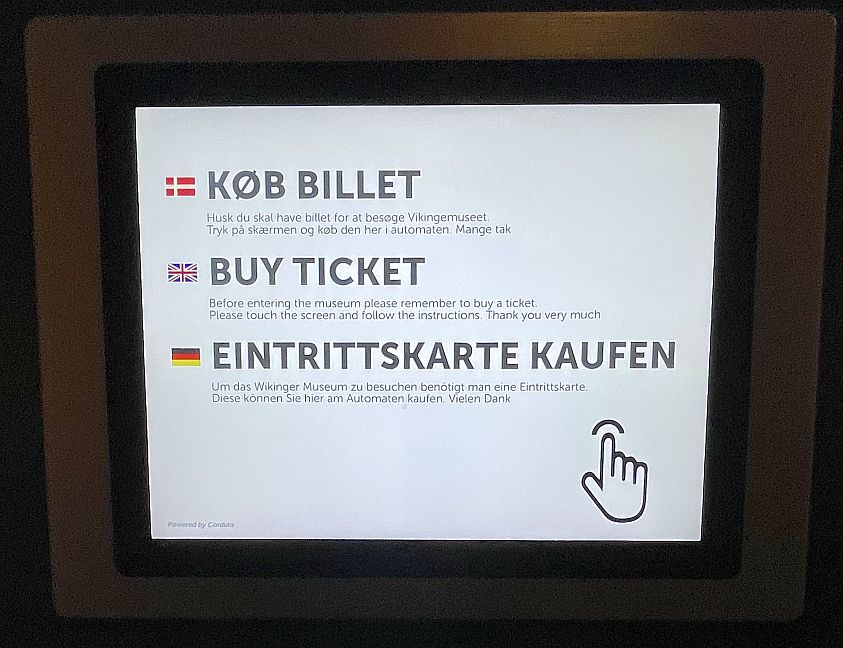 KØB BILLET
Husk du skal have billet for at besøge Vikingemuseet.
Tryk på skærmen og køb den her i automaten. Mange tak
BUY TICKET
Before entering the museum please remember to buy a ticket.
Please touch the screen and follow the instructions. Thank you very much
EINTRITTSKARTE KAUFEN
Um das Wikinger Museum zu besuchen benötigt man eine Eintrittskarte.
Diese können Sie hier am Automaten kaufen. Vielen Dank
Powered by Cordura